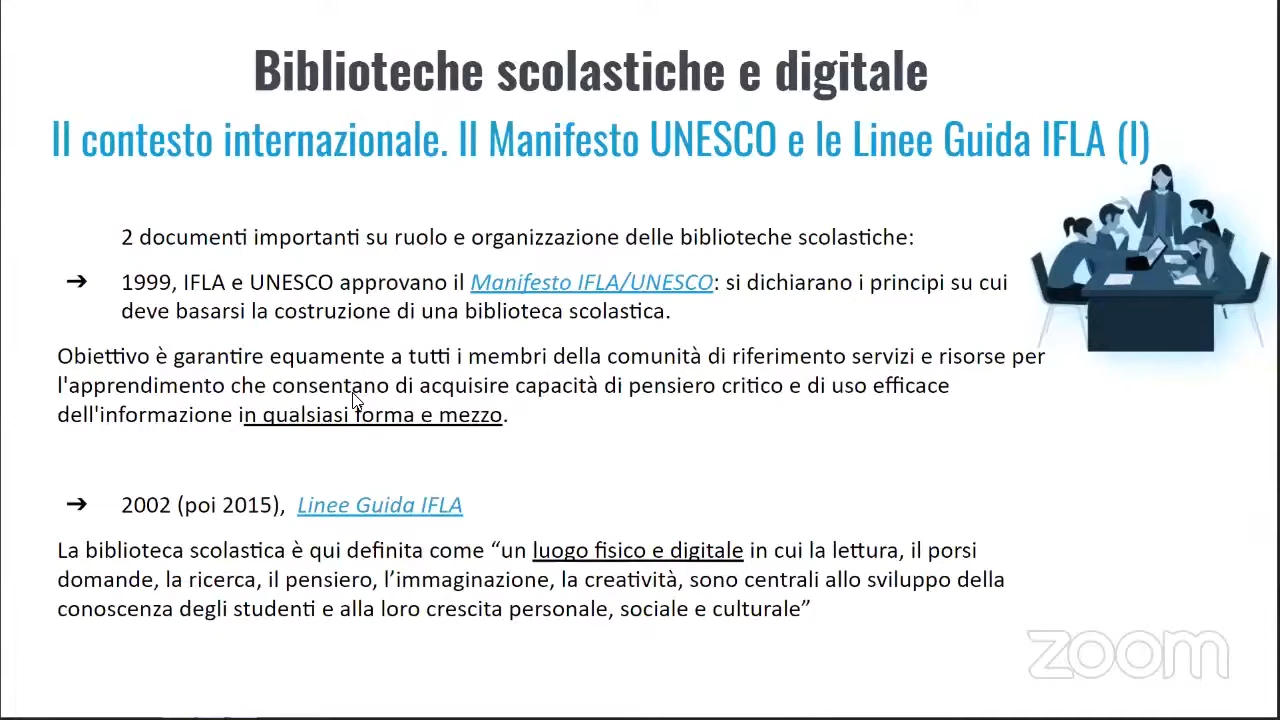 Biblioteche scolastiche e digitale
Il contesto internazionale. Il Manifesto UNESCO e le Linee Guida IFLA (I)
2 documenti importanti su ruolo e organizzazione delle biblioteche scolastiche:
➔ 1999, IFLA e UNESCO approvano il Manifesto IFLA/UNESCO: si dichiarano i principi su cui
deve basarsi la costruzione di una biblioteca scolastica.
Obiettivo è garantire equamente a tutti i membri della comunità di riferimento servizi e risorse per
l'apprendimento che consentano di acquisire capacità di pensiero critico e di uso efficace
dell'informazione in qualsiasi forma e mezzo.
➔ 2002 (poi 2015), Linee Guida IFLA
La biblioteca scolastica è qui definita come “un luogo fisico e digitale in cui la lettura, il porsi
domande, la ricerca, il pensiero, l’immaginazione, la creatività, sono centrali allo sviluppo della
conoscenza degli studenti e alla loro crescita personale, sociale e culturale”
zoom